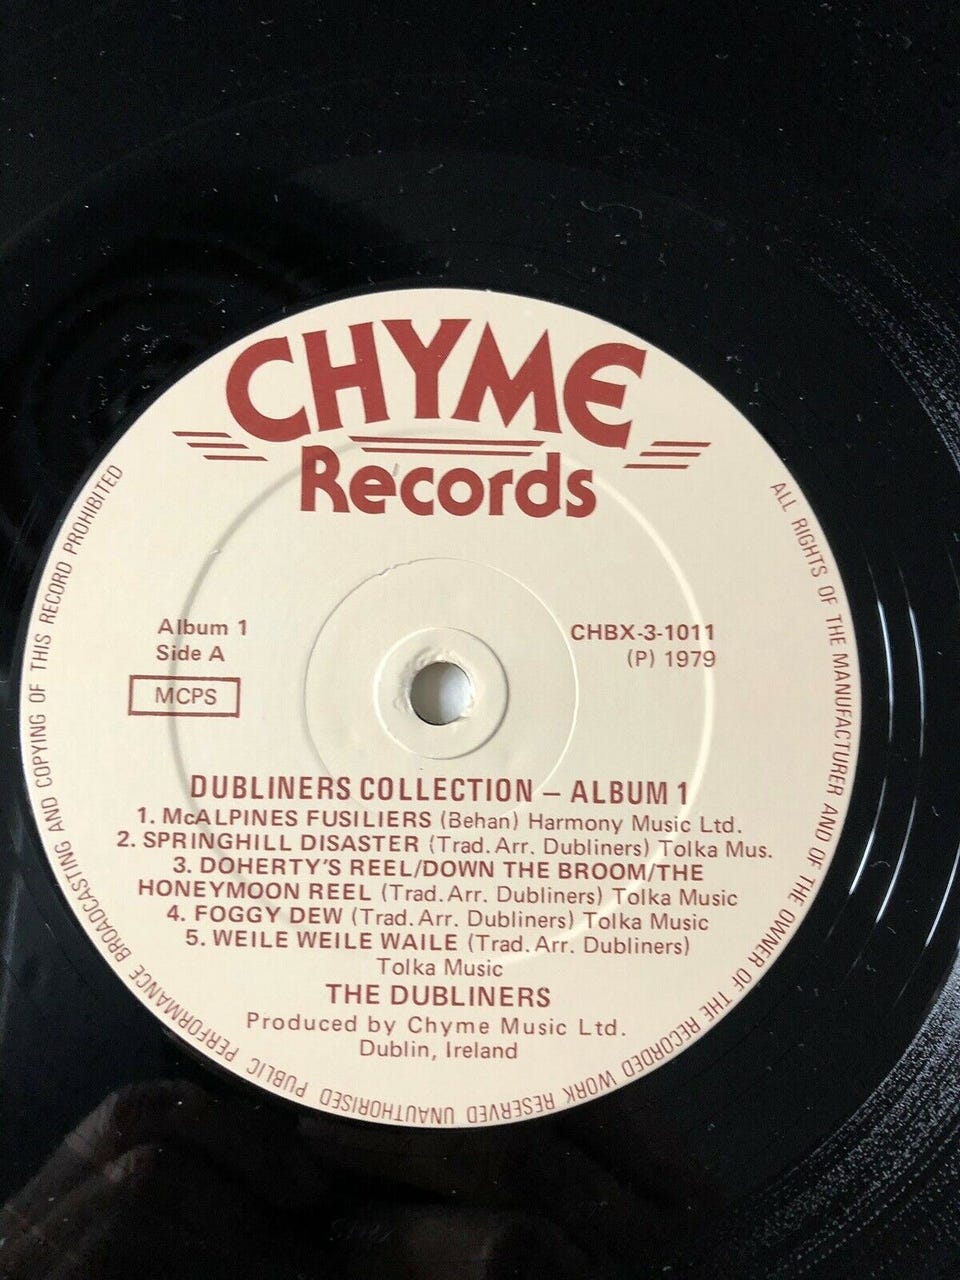 CHYME
Records
Album 1
Side A
MCPS
CHBX-3-1011
(P) 1979
DUBLINERS COLLECTION – ALBUM 1
1. McALPINES FUSILIERS (Behan) Harmony Music Ltd.
2. SPRINGHILL DISASTER (Trad. Arr. Dubliners) Tolka Mus.
3. DOHERTY'S REEL/DOWN THE BROOM/THE
HONEYMOON REEL (Trad. Arr. Dubliners) Tolka Music
4. FOGGY DEW (Trad. Arr. Dubliners) Tolka Music
5. WEILE WEILE WAILE (Trad. Arr. Dubliners)
Tolka Music
THE DUBLINERS
Produced by Chyme Music Ltd.
Dublin, Ireland
ALL RIGHTS OF THE MANUFACTURER AND OF THE OWNER OF THE RECORDED WORK RESERVED UNAUTHORISED PUBLIC PERFORMANCE BROADCASTING AND COPYING OF THIS RECORD PROHIBITED